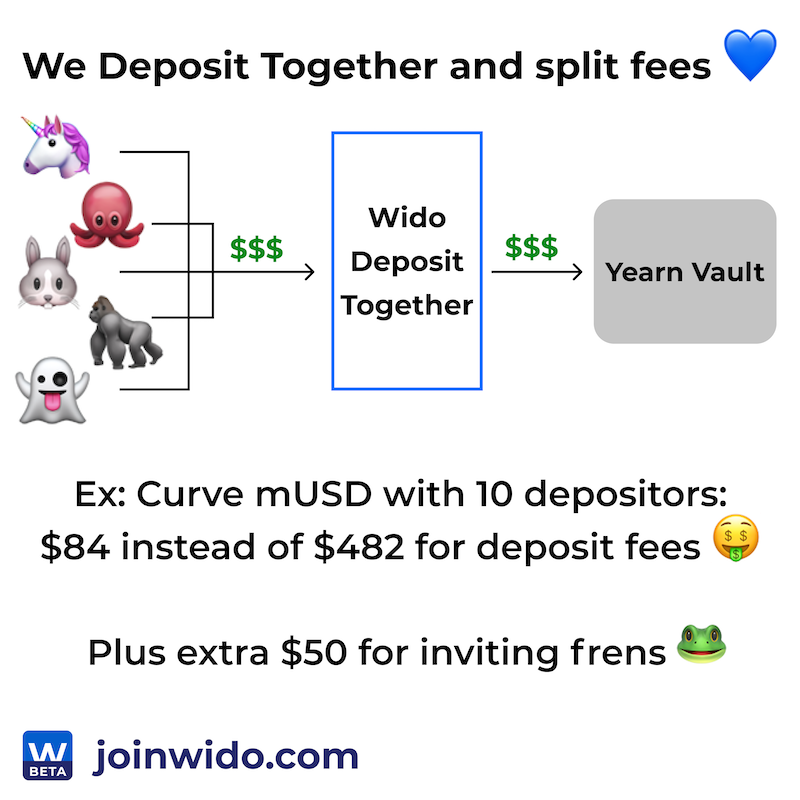 We Deposit Together and split fees 💙
$$$
Wido
Deposit
Together
$$$
Yearn Vault
Ex: Curve mUSD with 10 depositors:
$84 instead of $482 for deposit fees 🤑
Plus extra $50 for inviting frens 🐸
W
BETA
joinwido.com